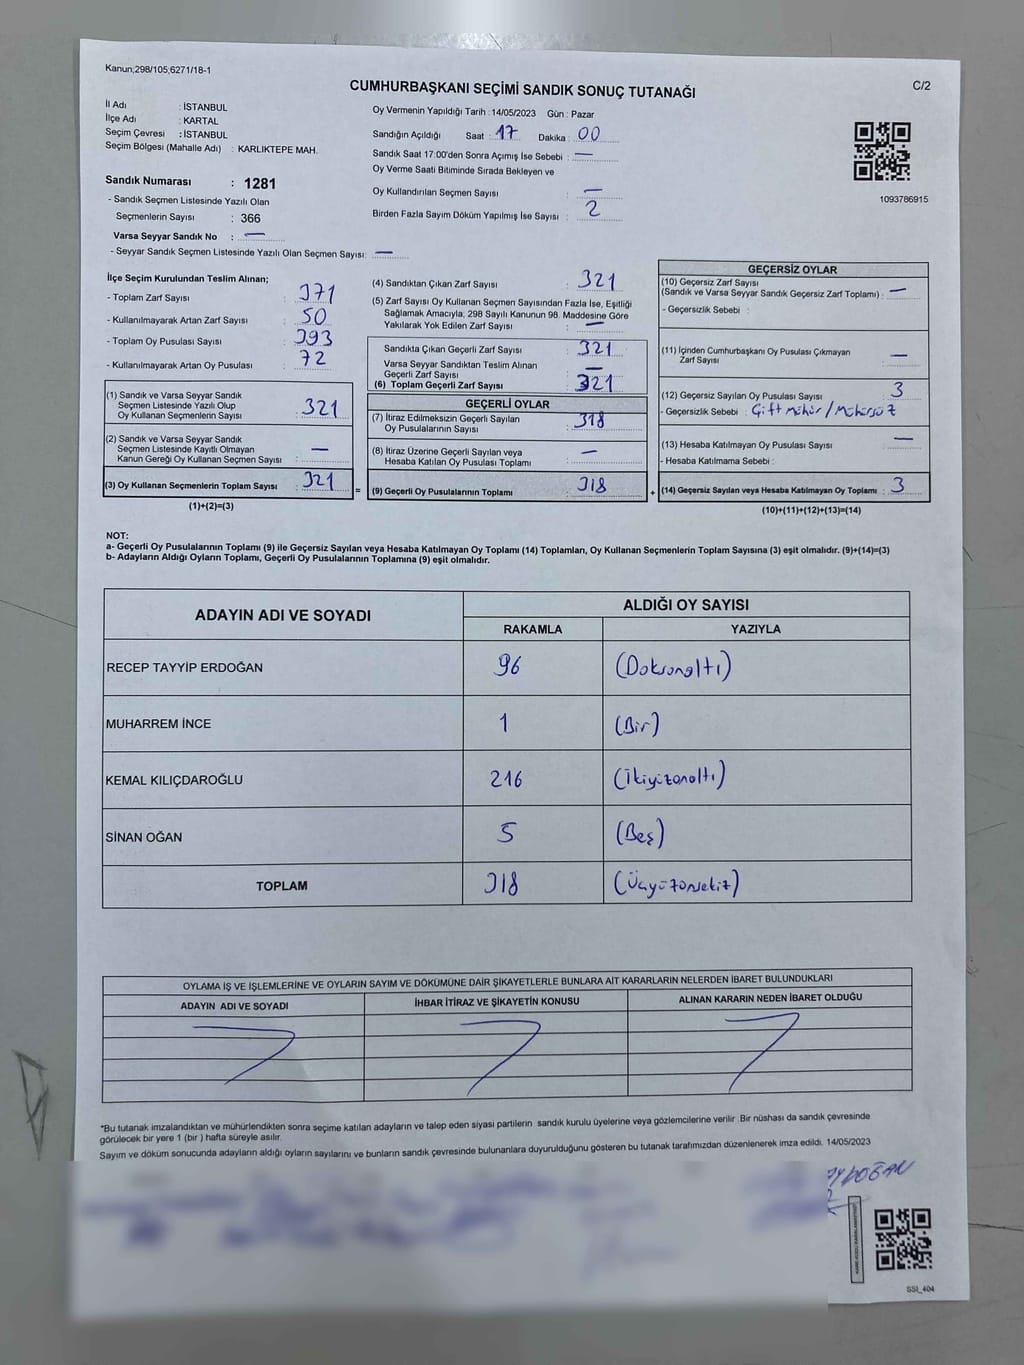 Kanun;298/105;6271/18-1
C/2
CUMHURBAŞKANI SEÇİMİ SANDIK SONUÇ TUTANAĞI
İl Adı : İSTANBUL
İlçe Adı : KARTAL
Seçim Çevresi : İSTANBUL
Seçim Bölgesi (Mahalle Adı) : KARLIKTEPE MAH.
Sandık Numarası : 1281
- Sandık Seçmen Listesinde Yazılı Olan
Seçmenlerin Sayısı : 366
Varsa Seyyar Sandık No : —
- Seyyar Sandık Seçmen Listesinde Yazılı Olan Seçmen Sayısı: —
Oy Vermenin Yapıldığı Tarih : 14/05/2023 Gün : Pazar
Sandığın Açıldığı Saat : 17 Dakika : 00
Sandık Saat 17:00'den Sonra Açımış İse Sebebi : —
Oy Verme Saati Bitiminde Sırada Bekleyen ve
Oy Kullandırılan Seçmen Sayısı : —
Birden Fazla Sayım Döküm Yapılmış İse Sayısı : 2
1093786915
İlçe Seçim Kurulundan Teslim Alınan;
- Toplam Zarf Sayısı : 371
- Kullanılmayarak Artan Zarf Sayısı : 50
- Toplam Oy Pusulası Sayısı : 393
- Kullanılmayarak Artan Oy Pusulası : 72
(1) Sandık ve Varsa Seyyar Sandık
Seçmen Listesinde Yazılı Olup
Oy Kullanan Seçmenlerin Sayısı : 321
(2) Sandık ve Varsa Seyyar Sandık
Seçmen Listesinde Kayıtlı Olmayan
Kanun Gereği Oy Kullanan Seçmen Sayısı : —
(3) Oy Kullanan Seçmenlerin Toplam Sayısı : 321
(1)+(2)=(3)
=
(4) Sandıktan Çıkan Zarf Sayısı : 321
(5) Zarf Sayısı Oy Kullanan Seçmen Sayısından Fazla İse, Eşitliği
Sağlamak Amacıyla, 298 Sayılı Kanunun 98. Maddesine Göre
Yakılarak Yok Edilen Zarf Sayısı : —
Sandıkta Çıkan Geçerli Zarf Sayısı : 321
Varsa Seyyar Sandıktan Teslim Alınan
Geçerli Zarf Sayısı : —
(6) Toplam Geçerli Zarf Sayısı : 321
GEÇERLİ OYLAR
(7) İtiraz Edilmeksizin Geçerli Sayılan
Oy Pusulalarının Sayısı : 318
(8) İtiraz Üzerine Geçerli Sayılan veya
Hesaba Katılan Oy Pusulası Toplamı : —
(9) Geçerli Oy Pusulalarının Toplamı : 318
+
GEÇERSİZ OYLAR
(10) Geçersiz Zarf Sayısı
(Sandık ve Varsa Seyyar Sandık Geçersiz Zarf Toplamı) : —
- Geçersizlik Sebebi :
(11) İçinden Cumhurbaşkanı Oy Pusulası Çıkmayan
Zarf Sayısı : —
(12) Geçersiz Sayılan Oy Pusulası Sayısı : 3
- Geçersizlik Sebebi : Çift mühür / Mühürsüz
(13) Hesaba Katılmayan Oy Pusulası Sayısı : —
- Hesaba Katılmama Sebebi :
(14) Geçersiz Sayılan veya Hesaba Katılmayan Oy Toplamı : 3
(10)+(11)+(12)+(13)=(14)
NOT:
a- Geçerli Oy Pusulalarının Toplamı (9) ile Geçersiz Sayılan veya Hesaba Katılmayan Oy Toplamı (14) Toplamları, Oy Kullanan Seçmenlerin Toplam Sayısına (3) eşit olmalıdır. (9)+(14)=(3)
b- Adayların Aldığı Oyların Toplamı, Geçerli Oy Pusulalarının Toplamına (9) eşit olmalıdır.
ADAYIN ADI VE SOYADI ALDIĞI OY SAYISI
RAKAMLA YAZIYLA
RECEP TAYYİP ERDOĞAN 96 (Doksanaltı)
MUHARREM İNCE 1 (Bir)
KEMAL KILIÇDAROĞLU 216 (İkiyüzonaltı)
SİNAN OĞAN 5 (Beş)
TOPLAM 318 (Üçyüzonsekiz)
OYLAMA İŞ VE İŞLEMLERİNE VE OYLARIN SAYIM VE DÖKÜMÜNE DAİR ŞİKAYETLERLE BUNLARA AİT KARARLARIN NELERDEN İBARET BULUNDUKLARI
ADAYIN ADI VE SOYADI İHBAR İTİRAZ VE ŞİKAYETİN KONUSU ALINAN KARARIN NEDEN İBARET OLDUĞU
*Bu tutanak imzalandıktan ve mühürlendikten sonra seçime katılan adayların ve talep eden siyasi partilerin sandık kurulu üyelerine veya gözlemcilerine verilir. Bir nüshası da sandık çevresinde
görülecek bir yere 1 (bir ) hafta süreyle asılır.
Sayım ve döküm sonucunda adayların aldığı oyların sayılarını ve bunların sandık çevresinde bulunanlara duyurulduğunu gösteren bu tutanak tarafımızdan düzenlenerek imza edildi. 14/05/2023
SSI_404